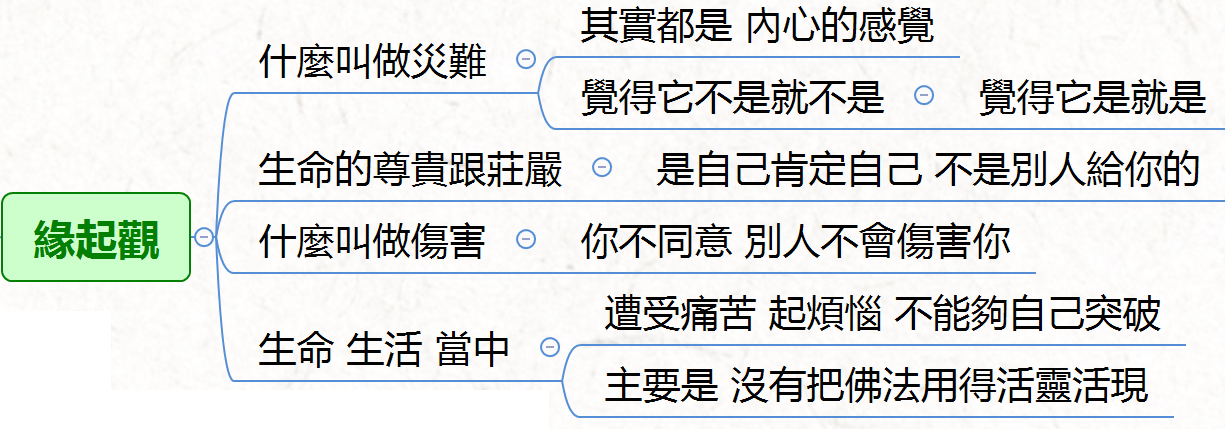 緣起觀
什麼叫做災難
其實都是 內心的感覺
覺得它不是就不是
覺得它是就是
生命的尊貴跟莊嚴
是自己肯定自己 不是別人給你的
什麼叫做傷害
你不同意 別人不會傷害你
生命 生活 當中
遭受痛苦 起煩惱 不能夠自己突破
主要是 沒有把佛法用得活靈活現